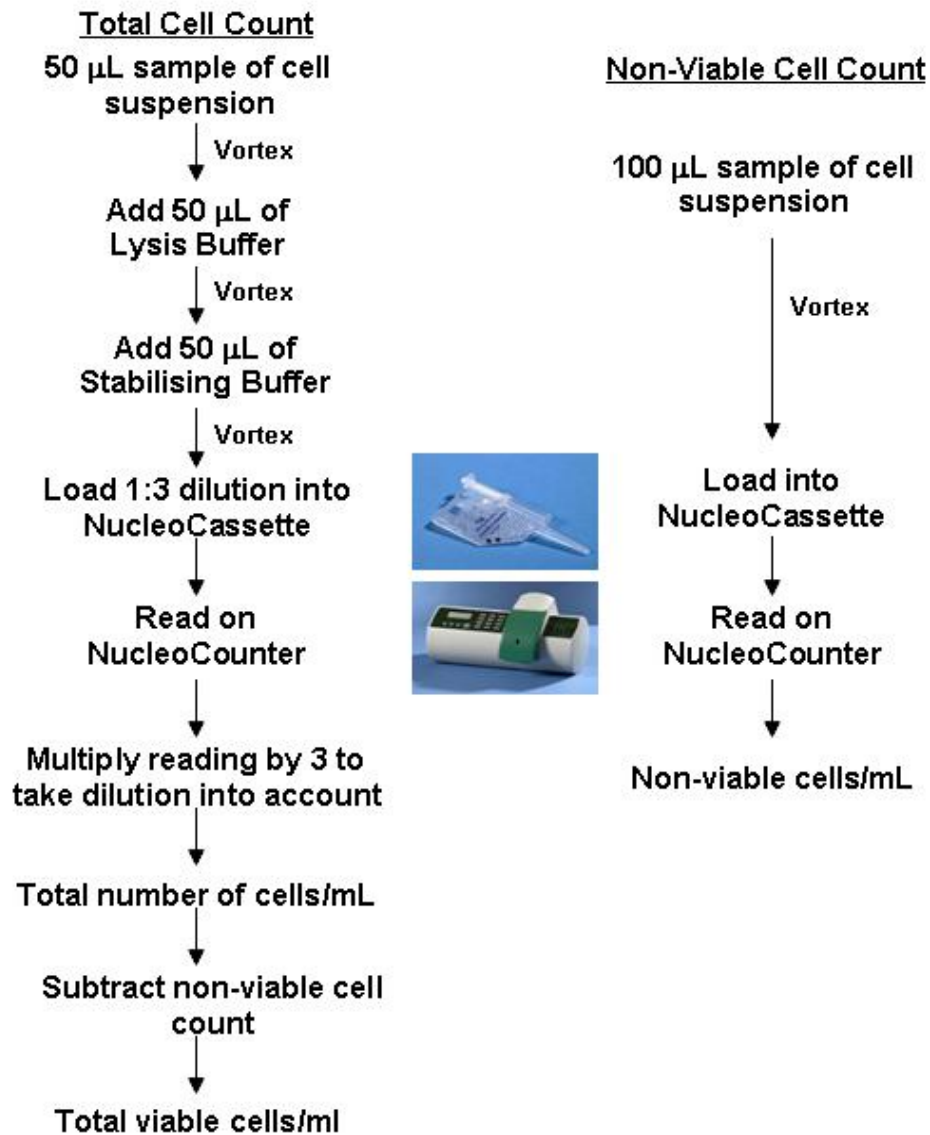 Total Cell Count
50 μL sample of cell
suspension
Vortex
Add 50 μL of
Lysis Buffer
Vortex
Add 50 μL of
Stabilising Buffer
Vortex
Load 1:3 dilution into
NucleoCassette
Read on
NucleoCounter
Multiply reading by 3 to
take dilution into account
Total number of cells/mL
Subtract non-viable cell
count
Total viable cells/ml
Non-Viable Cell Count
100 μL sample of cell
suspension
Vortex
Load into
NucleoCassette
Read on
NucleoCounter
Non-viable cells/mL